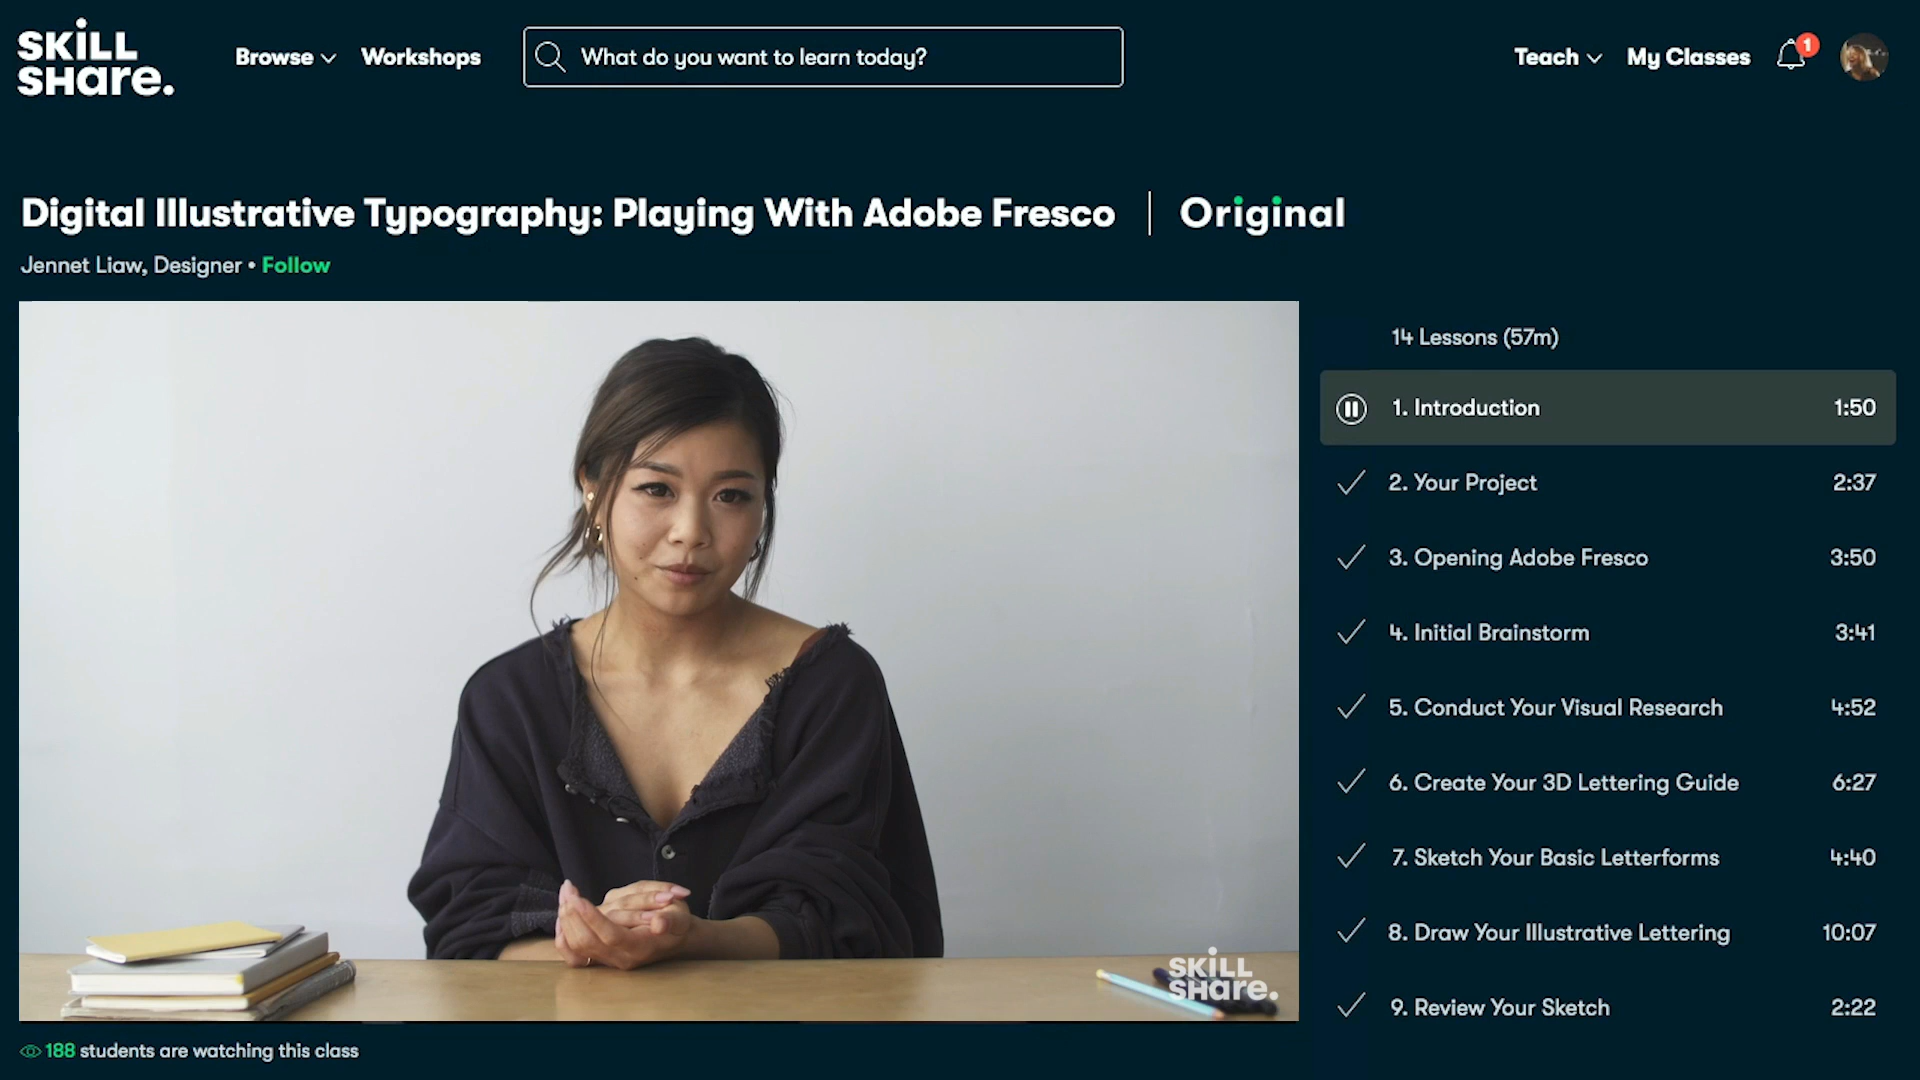 SKILL
SHare.
Browse
Workshops
What do you want to learn today?
Teach
My Classes
1
Digital Illustrative Typography: Playing With Adobe Fresco | Original
Jennet Liaw, Designer • Follow
14 Lessons (57m)
1. Introduction 1:50
2. Your Project 2:37
3. Opening Adobe Fresco 3:50
4. Initial Brainstorm 3:41
5. Conduct Your Visual Research 4:52
6. Create Your 3D Lettering Guide 6:27
7. Sketch Your Basic Letterforms 4:40
8. Draw Your Illustrative Lettering 10:07
9. Review Your Sketch 2:22
SKILL
SHare.
188 students are watching this class